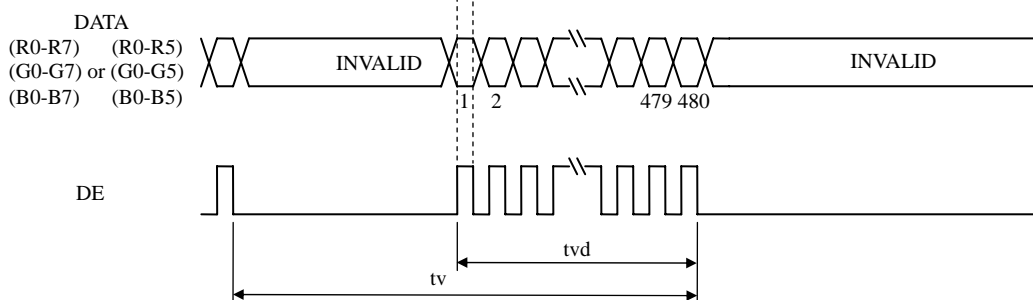 DATA
(R0-R7) (R0-R5)
(G0-G7) or (G0-G5)
(B0-B7) (B0-B5)
INVALID
INVALID
1 2 479 480
DE
tvd
tv